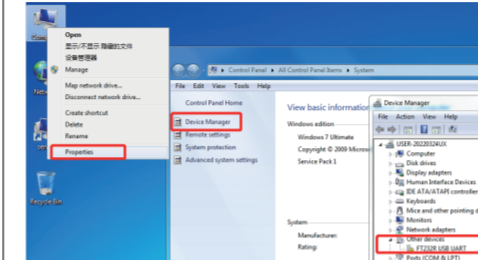 Open
显示/不显示 隐藏的文件
设备管理器
Manage
Map network drive...
Disconnect network drive...
Create shortcut
Delete
Rename
Properties
Recycle Bin
Control Panel
All Control Panel Items
System
File Edit View Tools Help
Control Panel Home
Device Manager
Remote settings
System protection
Advanced system settings
View basic information
Windows edition
Windows 7 Ultimate
Copyright © 2009 Micros
Service Pack 1
System
Manufacturer:
Rating:
Device Manager
File Action View Help
USER-20220324UX
Computer
Disk drives
Display adapters
Human Interface Devices
IDE ATA/ATAPI controller
Keyboards
Mice and other pointing d
Monitors
Network adapters
Other devices
FT232R USB UART
Ports (COM & LPT)